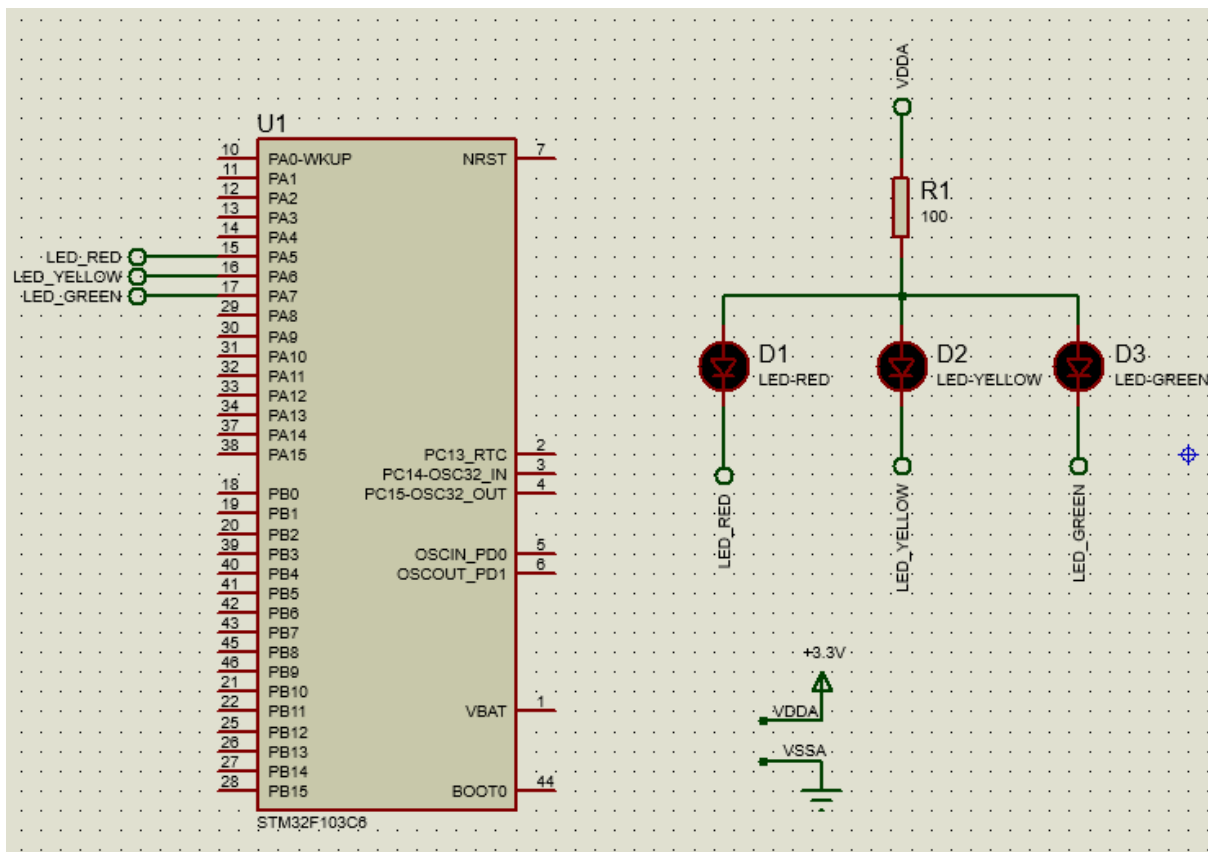 U1
10 PA0-WKUP NRST 7
11 PA1
12 PA2
13 PA3
14 PA4
LED_RED 15 PA5
LED_YELLOW 16 PA6
LED_GREEN 17 PA7
29 PA8
30 PA9
31 PA10
32 PA11
33 PA12
34 PA13
37 PA14
38 PA15 PC13_RTC 2
PC14-OSC32_IN 3
18 PB0 PC15-OSC32_OUT 4
19 PB1
20 PB2
39 PB3 OSCIN_PD0 5
40 PB4 OSCOUT_PD1 6
41 PB5
42 PB6
43 PB7
45 PB8
46 PB9
21 PB10
22 PB11 VBAT 1
25 PB12
26 PB13
27 PB14
28 PB15 BOOT0 44
STM32F103C6
VDDA
R1
100
D1
LED-RED
D2
LED-YELLOW
D3
LED-GREEN
LED_RED
LED_YELLOW
LED_GREEN
+3.3V
VDDA
VSSA